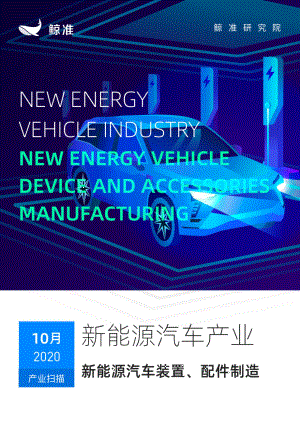 鲸准
鲸准研究院
NEW ENERGY
VEHICLE INDUSTRY
NEW ENERGY VEHICLE
DEVICE AND ACCESSORIES
MANUFACTURING
10月
2020
产业扫描
新能源汽车产业
新能源汽车装置、配件制造